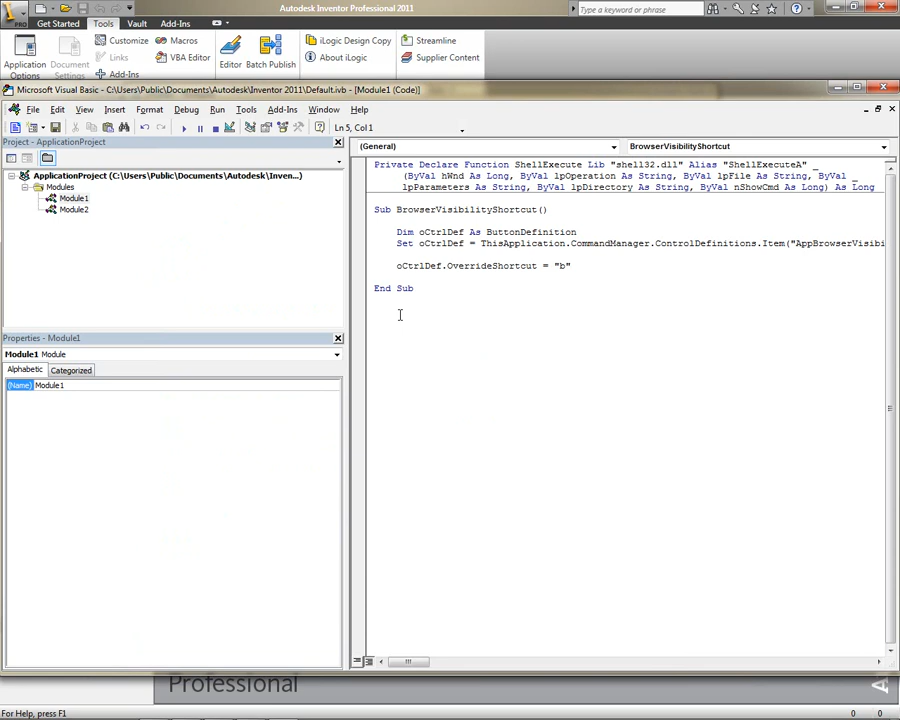 Autodesk Inventor Professional 2011
Type a keyword or phrase
PRO
Get Started Tools Vault Add-Ins
Application Options
Document Settings
Customize
Links
Add-Ins
Macros
VBA Editor
Editor
Batch Publish
iLogic Design Copy
About iLogic
Streamline
Supplier Content
Microsoft Visual Basic - C:\Users\Public\Documents\Autodesk\Inventor 2011\Default.ivb - [Module1 (Code)]
File Edit View Insert Format Debug Run Tools Add-Ins Window Help
Ln 5, Col 1
Project - ApplicationProject
ApplicationProject (C:\Users\Public\Documents\Autodesk\Inven...)
Modules
Module1
Module2
Properties - Module1
Module1 Module
Alphabetic Categorized
(Name) Module1
(General) BrowserVisibilityShortcut
Private Declare Function ShellExecute Lib "shell32.dll" Alias "ShellExecuteA" _
(ByVal hWnd As Long, ByVal lpOperation As String, ByVal lpFile As String, ByVal _
lpParameters As String, ByVal lpDirectory As String, ByVal nShowCmd As Long) As Long
Sub BrowserVisibilityShortcut()
Dim oCtrlDef As ButtonDefinition
Set oCtrlDef = ThisApplication.CommandManager.ControlDefinitions.Item("AppBrowserVisibi
oCtrlDef.OverrideShortcut = "b"
End Sub
Professional
For Help, press F1
0 0